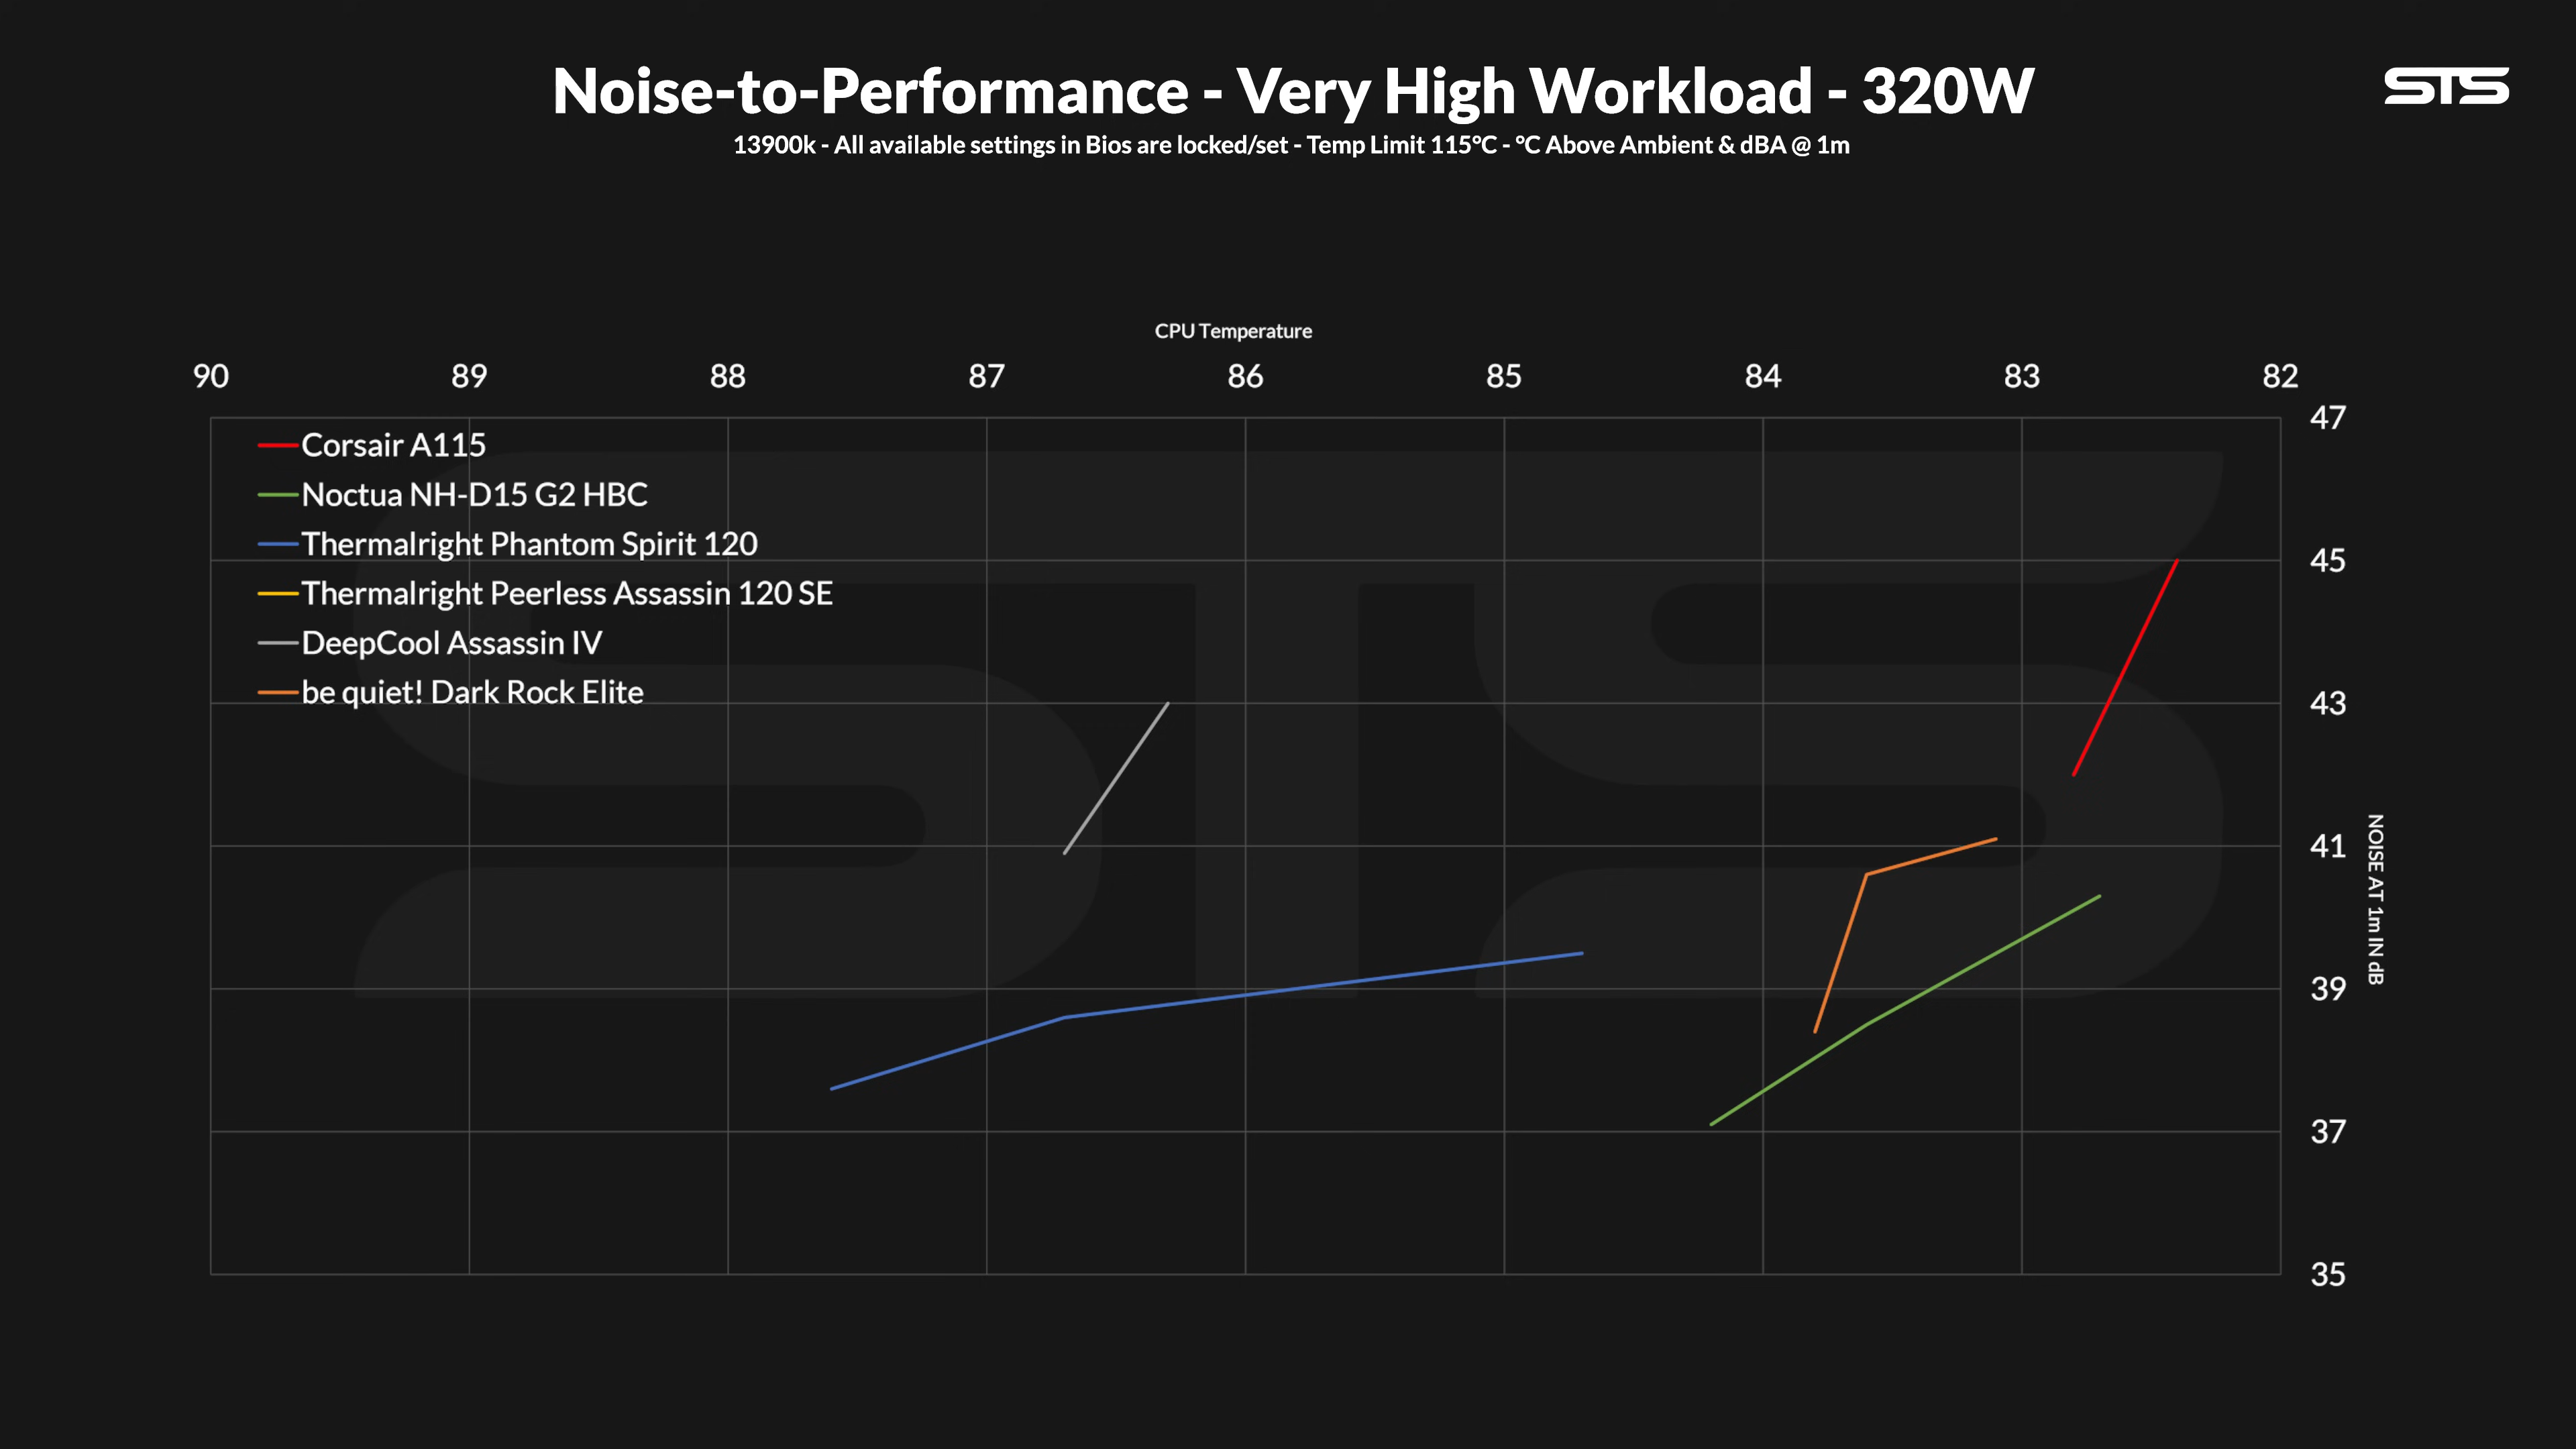 Noise-to-Performance - Very High Workload - 320W
STS
13900k - All available settings in Bios are locked/set - Temp Limit 115°C - °C Above Ambient & dBA @ 1m
CPU Temperature
90 89 88 87 86 85 84 83 82
47
Corsair A115
Noctua NH-D15 G2 HBC
Thermalright Phantom Spirit 120
45
Thermalright Peerless Assassin 120 SE
DeepCool Assassin IV
be quiet! Dark Rock Elite
43
41
NOISE AT 1m IN dB
39
37
35
STS